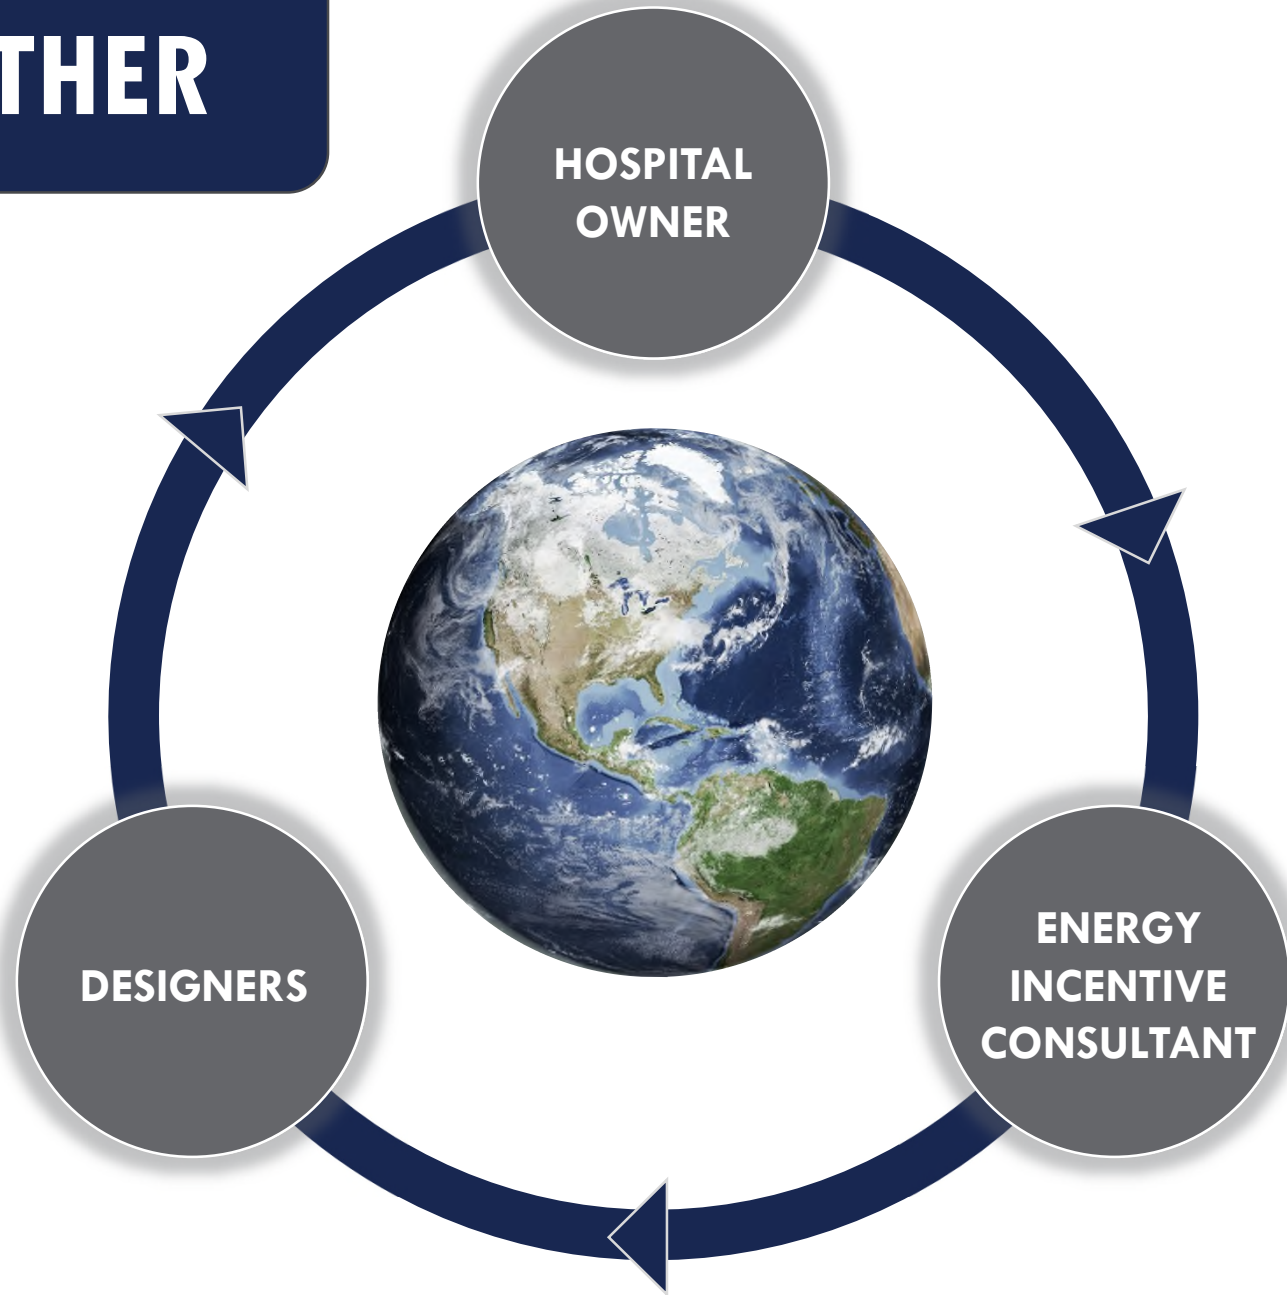 THER
HOSPITAL
OWNER
ENERGY
INCENTIVE
CONSULTANT
DESIGNERS